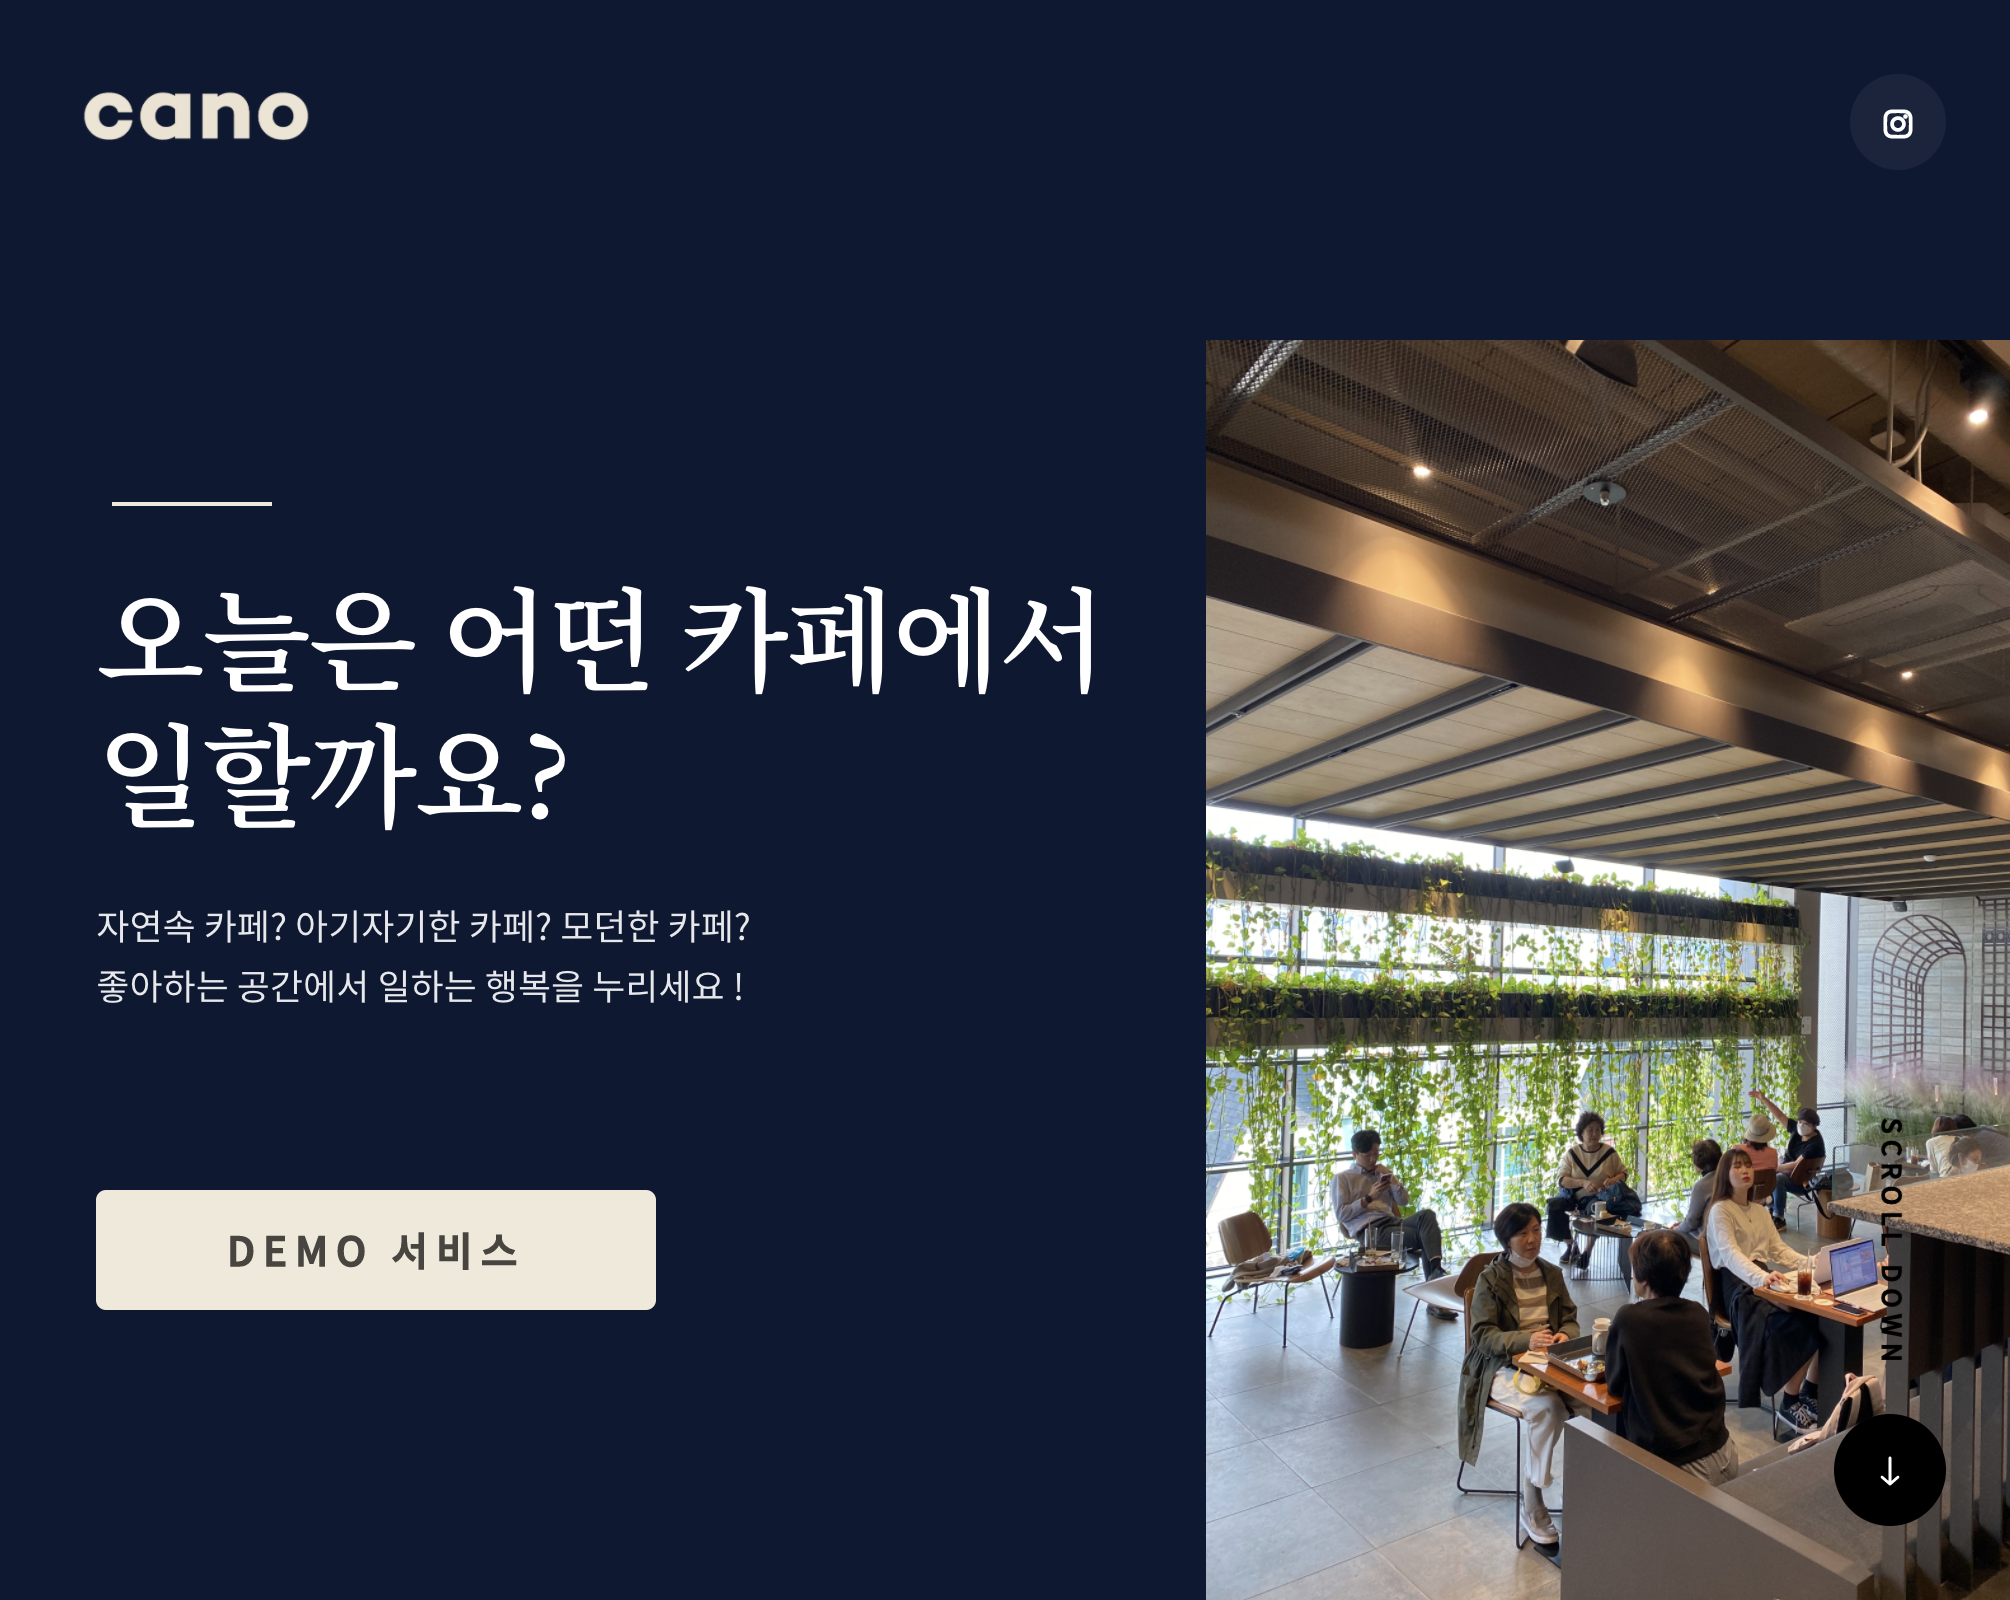 cano
오늘은 어떤 카페에서
일할까요?
자연속 카페? 아기자기한 카페? 모던한 카페?
좋아하는 공간에서 일하는 행복을 누리세요 !
DEMO 서비스
SCROLL DOWN